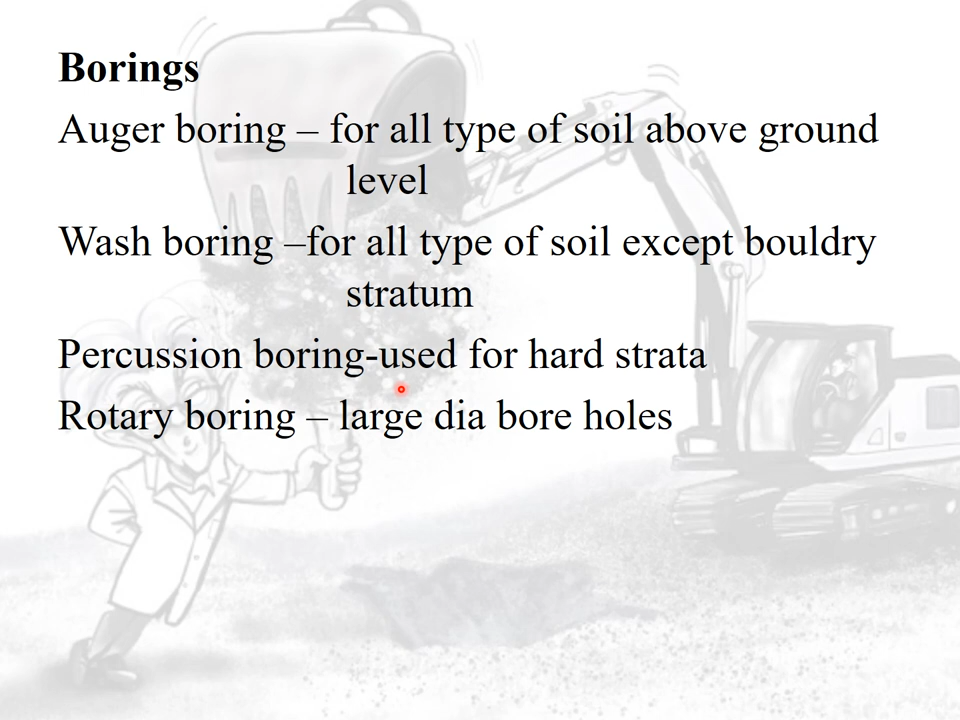 Borings
Auger boring – for all type of soil above ground
level
Wash boring –for all type of soil except bouldry
stratum
Percussion boring-used for hard strata
Rotary boring – large dia bore holes